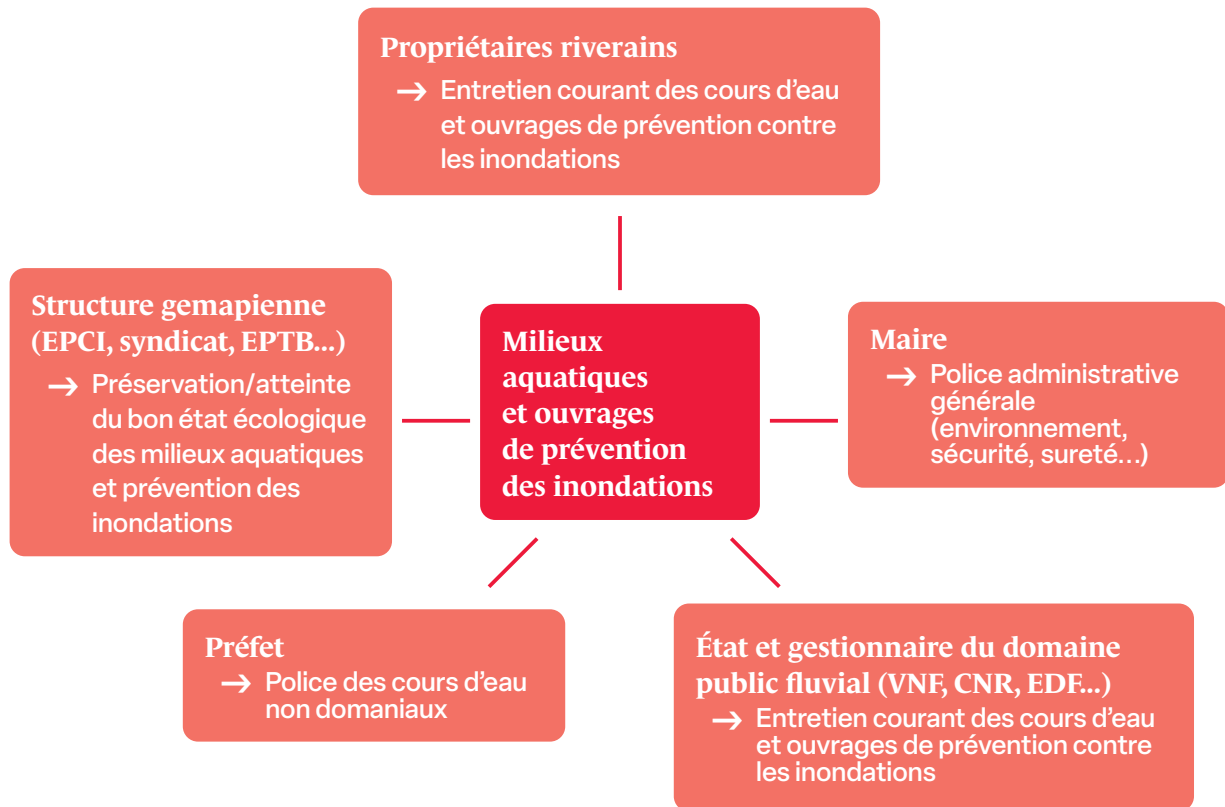 Propriétaires riverains
→ Entretien courant des cours d’eau
et ouvrages de prévention contre
les inondations
Structure gemapienne
(EPCI, syndicat, EPTB...)
→ Préservation/atteinte
du bon état écologique
des milieux aquatiques
et prévention des
inondations
Milieux
aquatiques
et ouvrages
de prévention
des inondations
Maire
→ Police administrative
générale
(environnement,
sécurité, sureté...)
Préfet
→ Police des cours d’eau
non domaniaux
État et gestionnaire du domaine
public fluvial (VNF, CNR, EDF...)
→ Entretien courant des cours d’eau
et ouvrages de prévention contre
les inondations